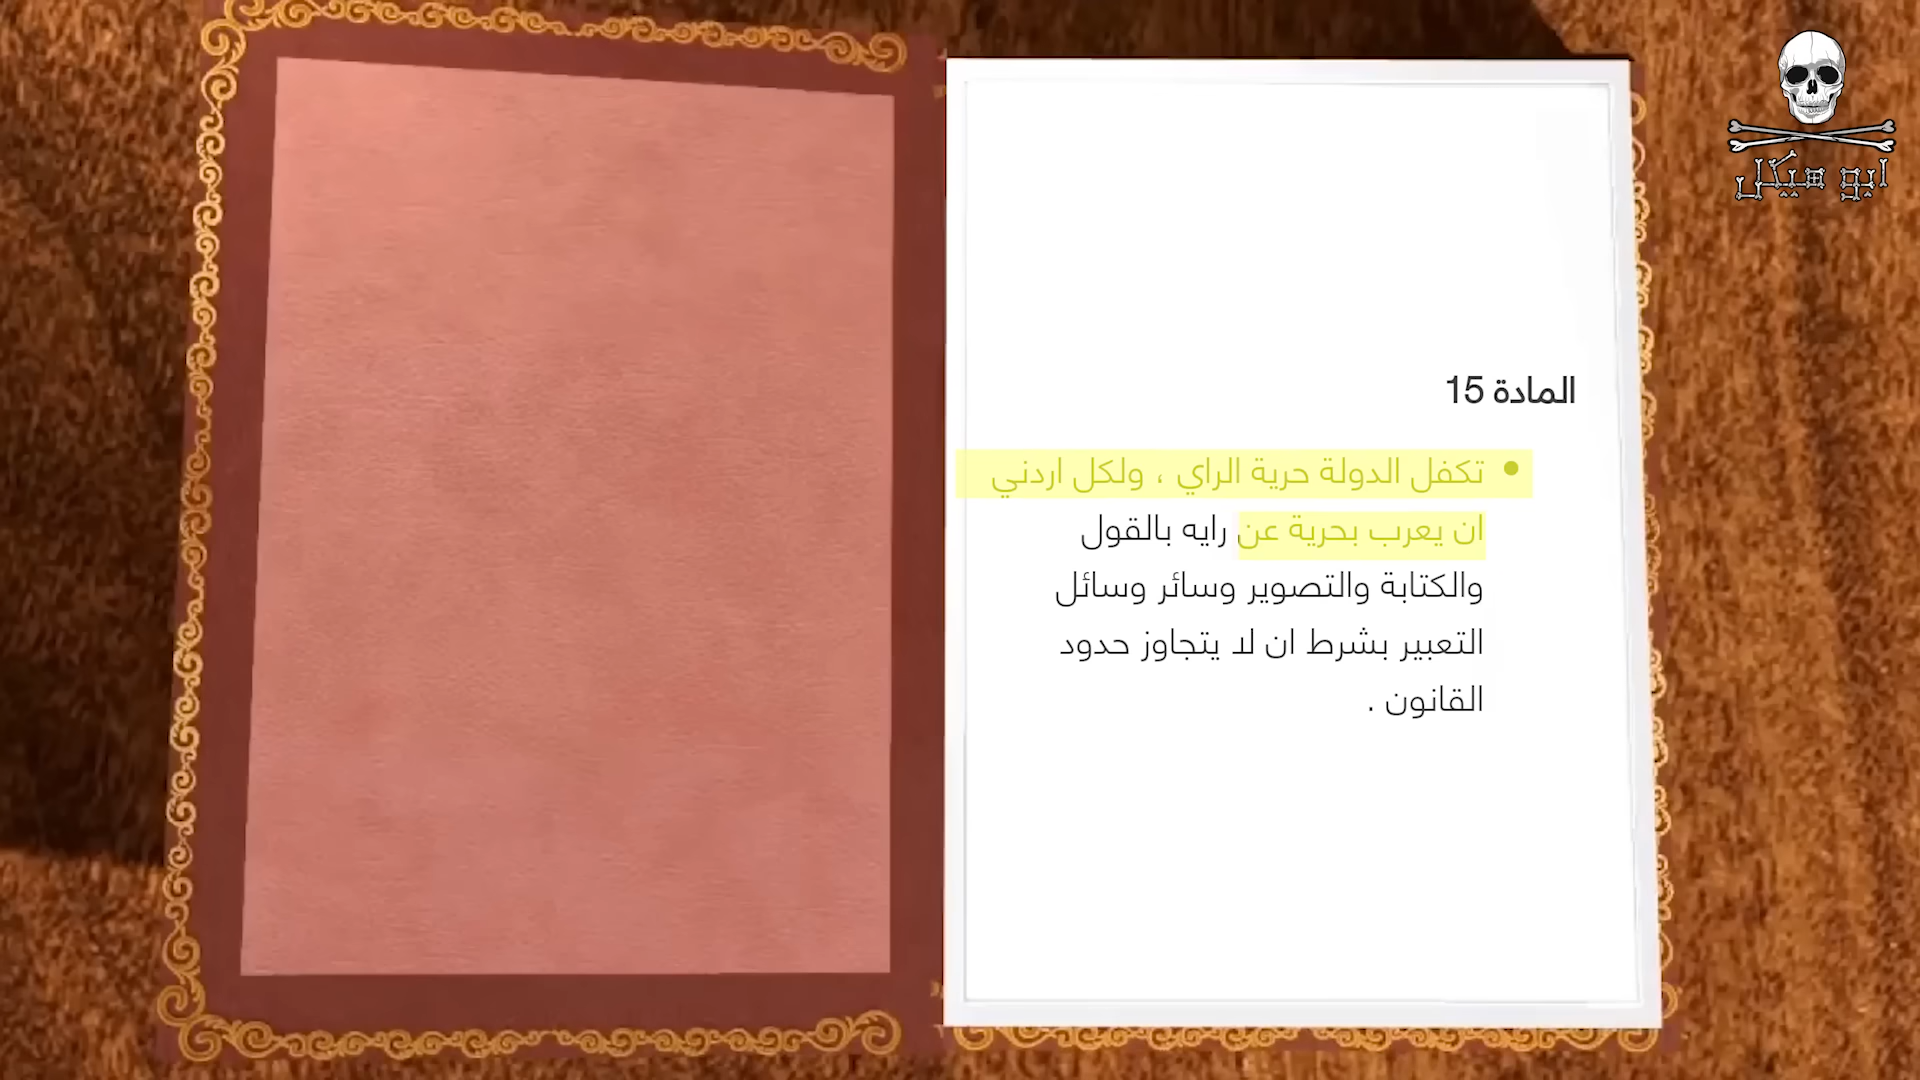 ابو هيكل
المادة 15
• تكفل الدولة حرية الراي ، ولكل اردني
ان يعرب بحرية عن رايه بالقول
والكتابة والتصوير وسائر وسائل
التعبير بشرط ان لا يتجاوز حدود
القانون .